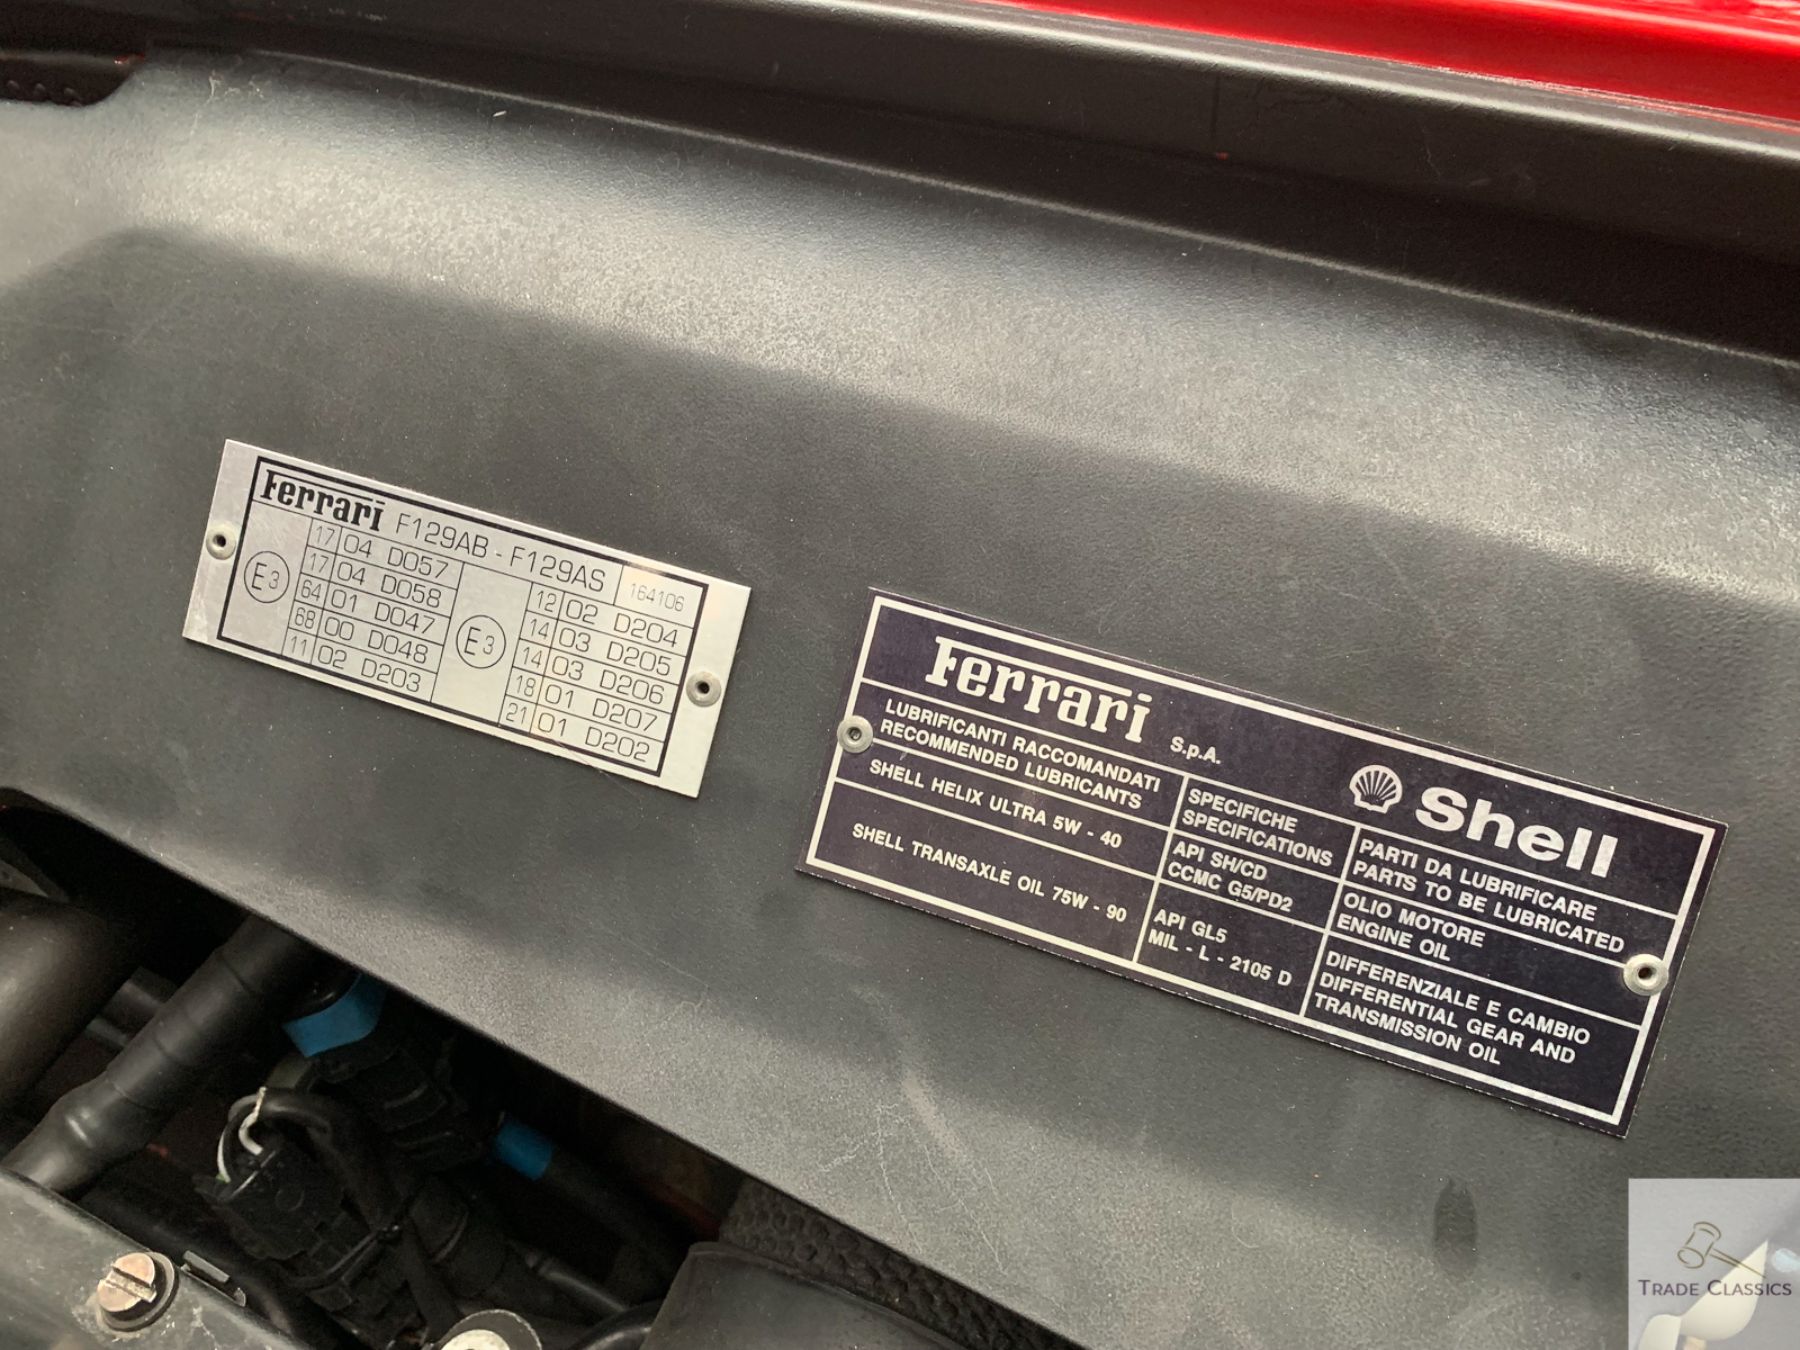 Ferrari F129AB - F129AS 164106
E3
17 04 D057
17 04 D058
64 01 D047
68 00 D048
11 02 D203
E3
12 02 D204
14 03 D205
14 03 D206
18 01 D207
21 01 D202
Ferrari S.p.A.
Shell
LUBRIFICANTI RACCOMANDATI
RECOMMENDED LUBRICANTS
SPECIFICHE
SPECIFICATIONS
PARTI DA LUBRIFICARE
PARTS TO BE LUBRICATED
SHELL HELIX ULTRA 5W - 40
API SH/CD
CCMC G5/PD2
OLIO MOTORE
ENGINE OIL
SHELL TRANSAXLE OIL 75W - 90
API GL5
MIL - L - 2105 D
DIFFERENZIALE E CAMBIO
DIFFERENTIAL GEAR AND
TRANSMISSION OIL
TRADE CLASSICS